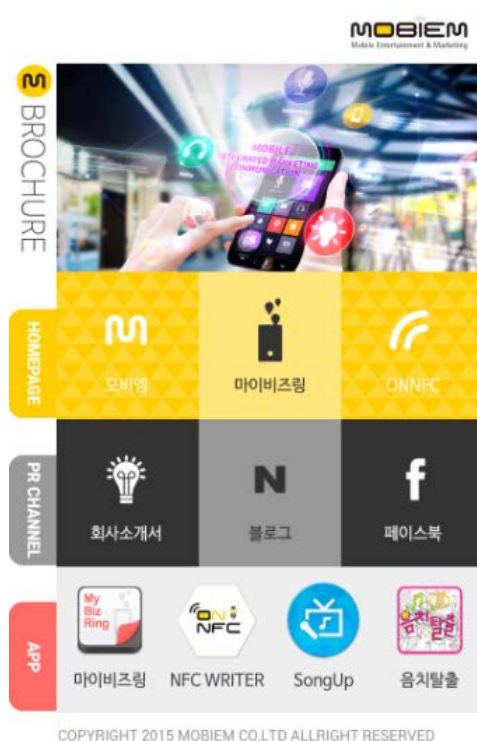 MOBIEM
Mobile Entertainment & Marketing
M BROCHURE
MOBILE
INTEGRATED MARKETING
COMMUNICATION
HOMEPAGE
모비엠
마이비즈링
ONNFC
PR CHANNEL
회사소개서
N
블로그
f
페이스북
APP
My
Biz
Ring
ON
NFC
음치탈출
마이비즈링
NFC WRITER
SongUp
음치탈출
COPYRIGHT 2015 MOBIEM CO.LTD ALLRIGHT RESERVED